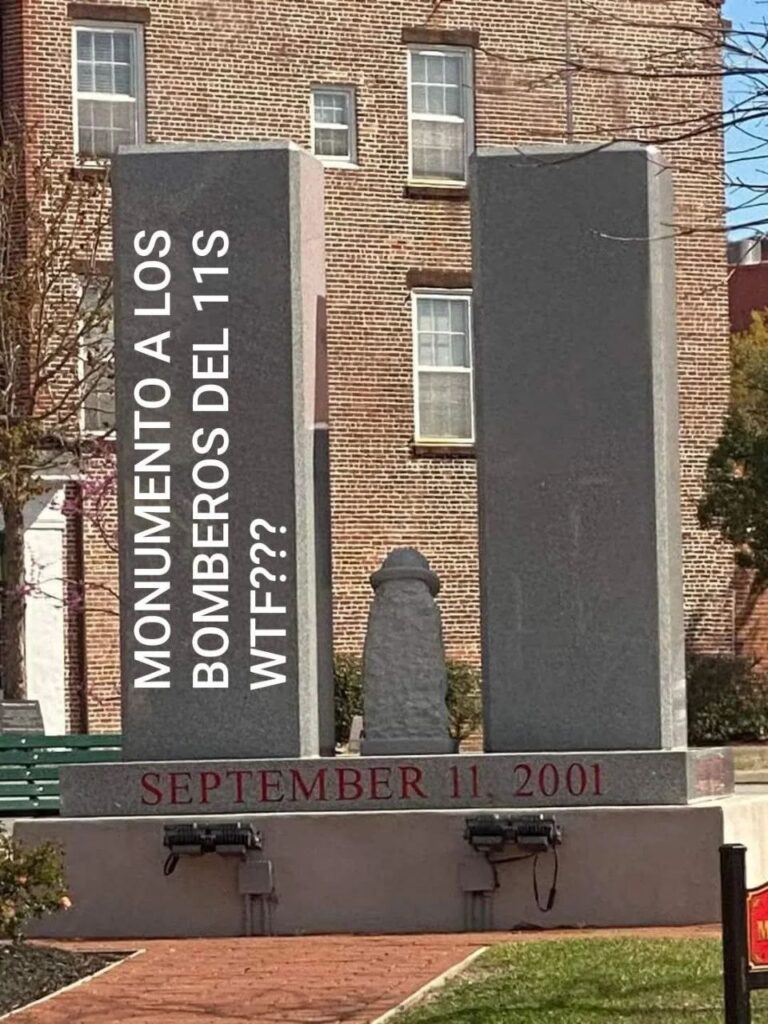 MONUMENTO A LOS
BOMBEROS DEL 11S
WTF???
SEPTEMBER 11, 2001